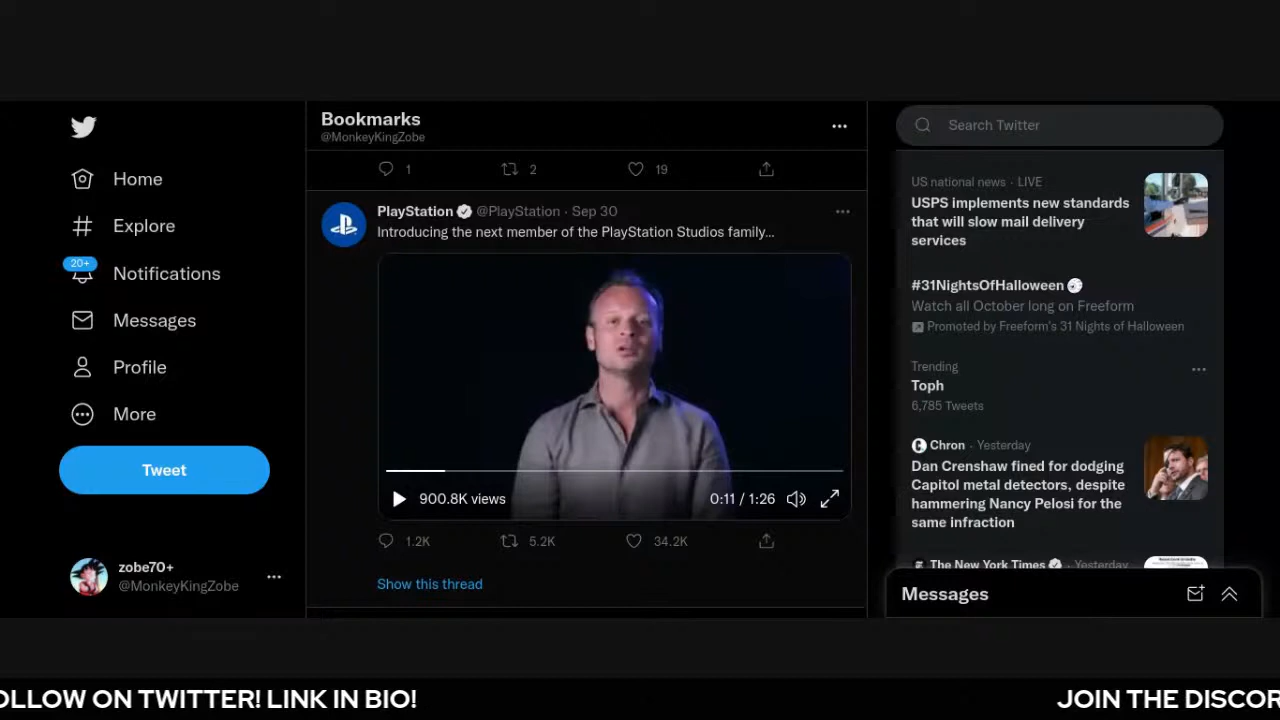 Home
Explore
20+
Notifications
Messages
Profile
More
Tweet
zobe70+
@MonkeyKingZobe
Bookmarks
@MonkeyKingZobe
1 2 19
PlayStation @PlayStation · Sep 30
Introducing the next member of the PlayStation Studios family...
900.8K views 0:11 / 1:26
1.2K 5.2K 34.2K
Show this thread
Search Twitter
US national news · LIVE
USPS implements new standards
that will slow mail delivery
services
#31NightsOfHalloween
Watch all October long on Freeform
Promoted by Freeform's 31 Nights of Halloween
Trending
Toph
6,785 Tweets
Chron · Yesterday
Dan Crenshaw fined for dodging
Capitol metal detectors, despite
hammering Nancy Pelosi for the
same infraction
The New York Times · Yesterday
Messages
OLLOW ON TWITTER! LINK IN BIO! JOIN THE DISCOR